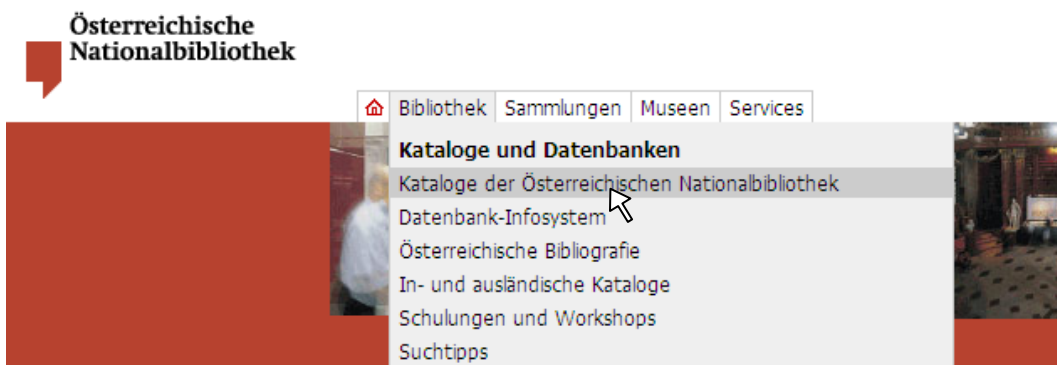 Österreichische
Nationalbibliothek
Bibliothek Sammlungen Museen Services
Kataloge und Datenbanken
Kataloge der Österreichischen Nationalbibliothek
Datenbank-Infosystem
Österreichische Bibliografie
In- und ausländische Kataloge
Schulungen und Workshops
Suchtipps